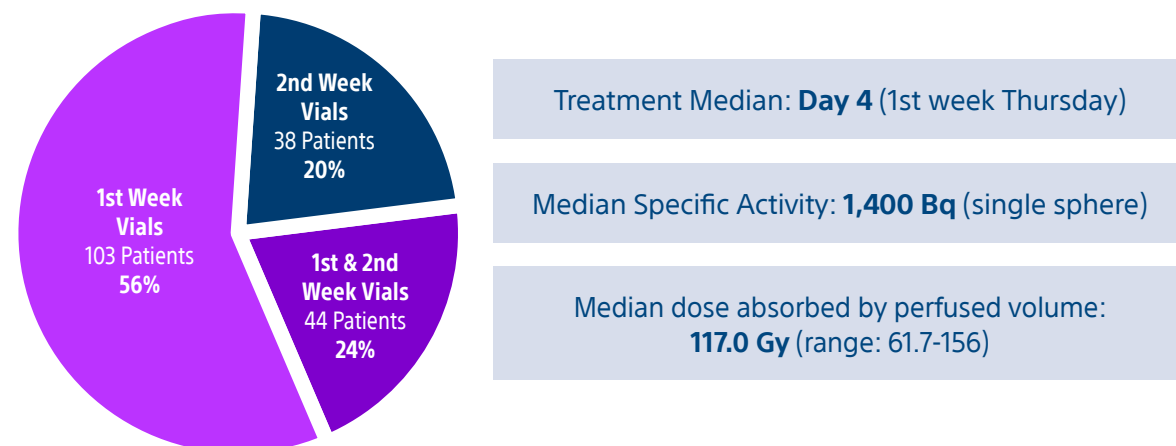 2nd Week
Vials
38 Patients
20%
1st Week
Vials
103 Patients
56%
1st & 2nd
Week Vials
44 Patients
24%
Treatment Median: Day 4 (1st week Thursday)
Median Specific Activity: 1,400 Bq (single sphere)
Median dose absorbed by perfused volume:
117.0 Gy (range: 61.7-156)